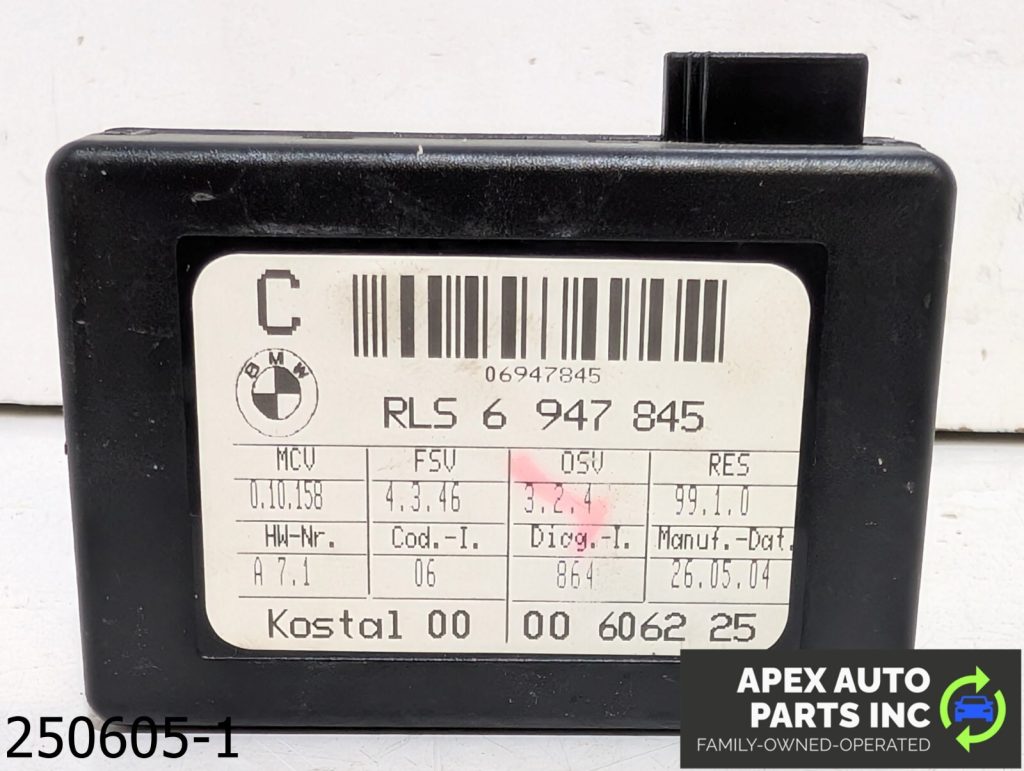 C
BMW
06947845
RLS 6 947 845
MCV FSV OSV RES
0.10.158 4.3.46 3.2.4 99.1.0
HW-Nr. Cod.-I. Diag.-I. Manuf.-Dat.
A 7.1 06 864 26.05.04
Kostal 00 00 6062 25
250605-1
APEX AUTO
PARTS INC
FAMILY-OWNED-OPERATED